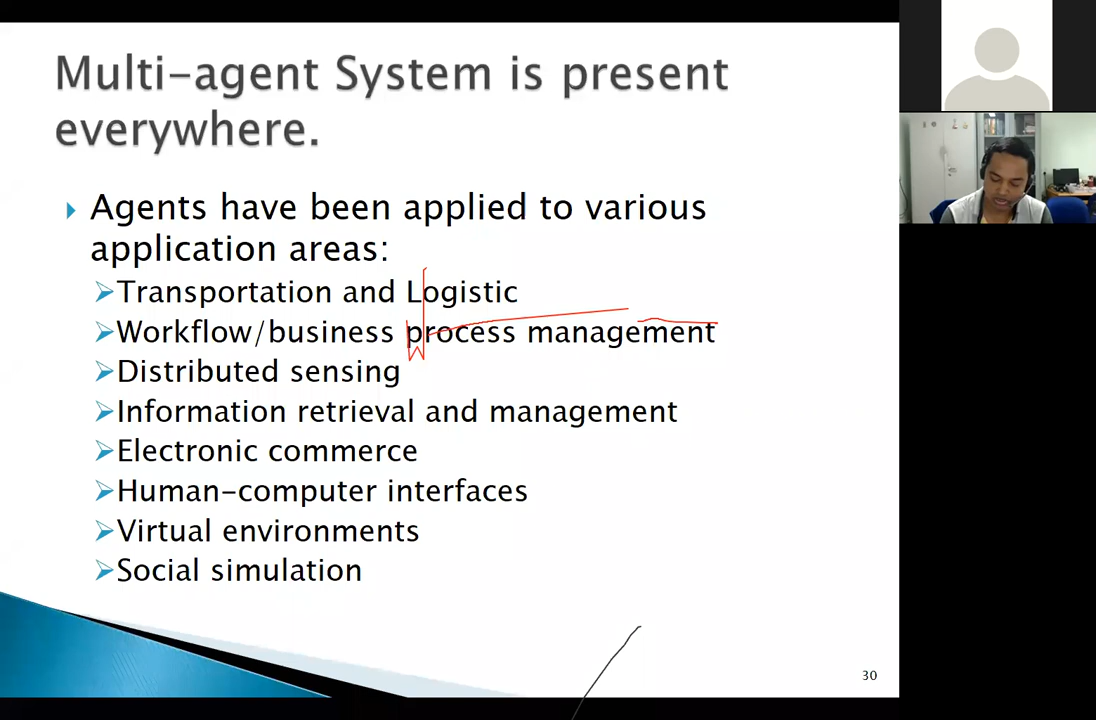 Multi-agent System is present
everywhere.
Agents have been applied to various
application areas:
Transportation and Logistic
Workflow/business process management
Distributed sensing
Information retrieval and management
Electronic commerce
Human-computer interfaces
Virtual environments
Social simulation
30